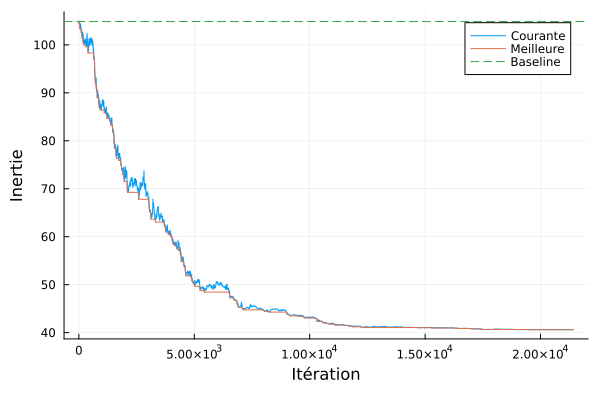 Courante
Meilleure
Baseline
Inertie
100
90
80
70
60
50
40
0
5.00×10³
1.00×10⁴
1.50×10⁴
2.00×10⁴
Itération